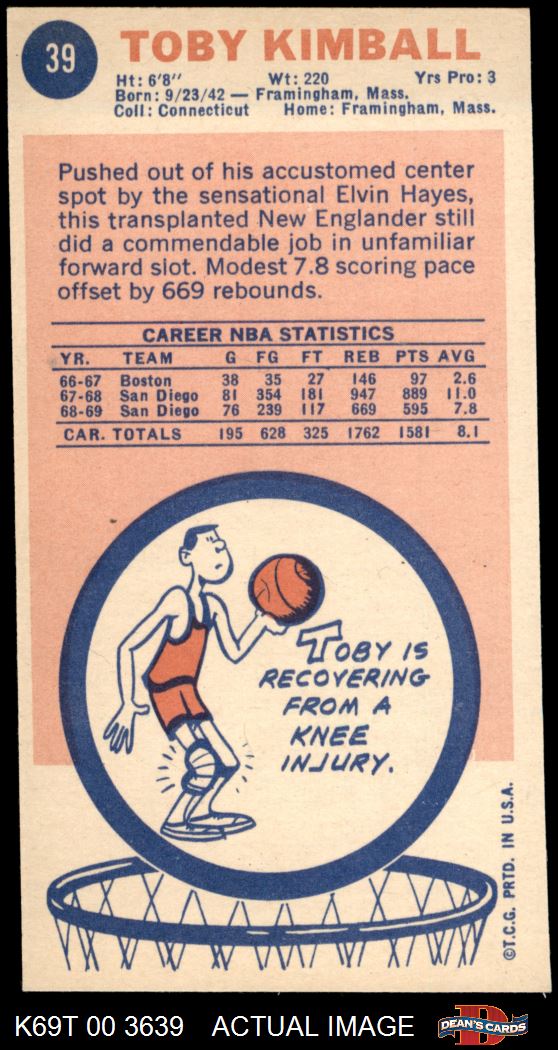 39
TOBY KIMBALL
Ht: 6'8'' Wt: 220 Yrs Pro: 3
Born: 9/23/42 — Framingham, Mass.
Coll: Connecticut Home: Framingham, Mass.
Pushed out of his accustomed center
spot by the sensational Elvin Hayes,
this transplanted New Englander still
did a commendable job in unfamiliar
forward slot. Modest 7.8 scoring pace
offset by 669 rebounds.
CAREER NBA STATISTICS
YR. TEAM G FG FT REB PTS AVG
66-67 Boston 38 35 27 146 97 2.6
67-68 San Diego 81 354 181 947 889 11.0
68-69 San Diego 76 239 117 669 595 7.8
CAR. TOTALS 195 628 325 1762 1581 8.1
TOBY IS
RECOVERING
FROM A
KNEE
INJURY.
©T.C.G. PRTD. IN U.S.A.
K69T 00 3639 ACTUAL IMAGE
D
DEAN'S CARDS